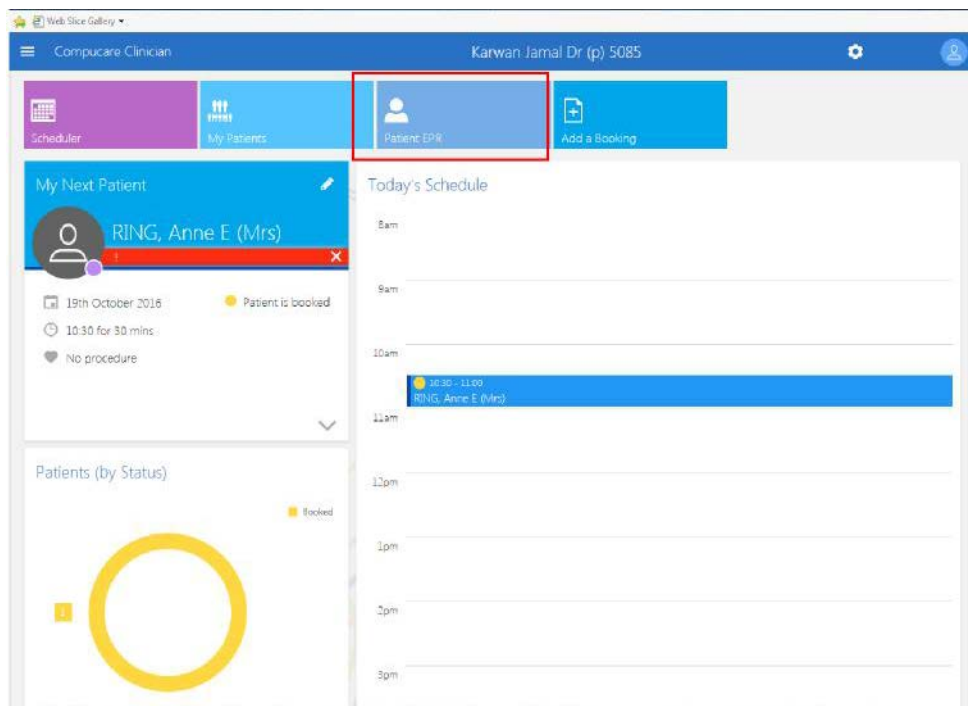 Web Slice Gallery
Compucare Clinician
Karwan Jamal Dr (p) 5085
Scheduler
My Patients
Patient EPR
Add a Booking
My Next Patient
RING, Anne E (Mrs)
!
19th October 2016
Patient is booked
10:30 for 30 mins
No procedure
Patients (by Status)
Booked
1
Today's Schedule
8am
9am
10am
10:30 - 11:00
RING, Anne E (Mrs)
11am
12pm
1pm
2pm
3pm